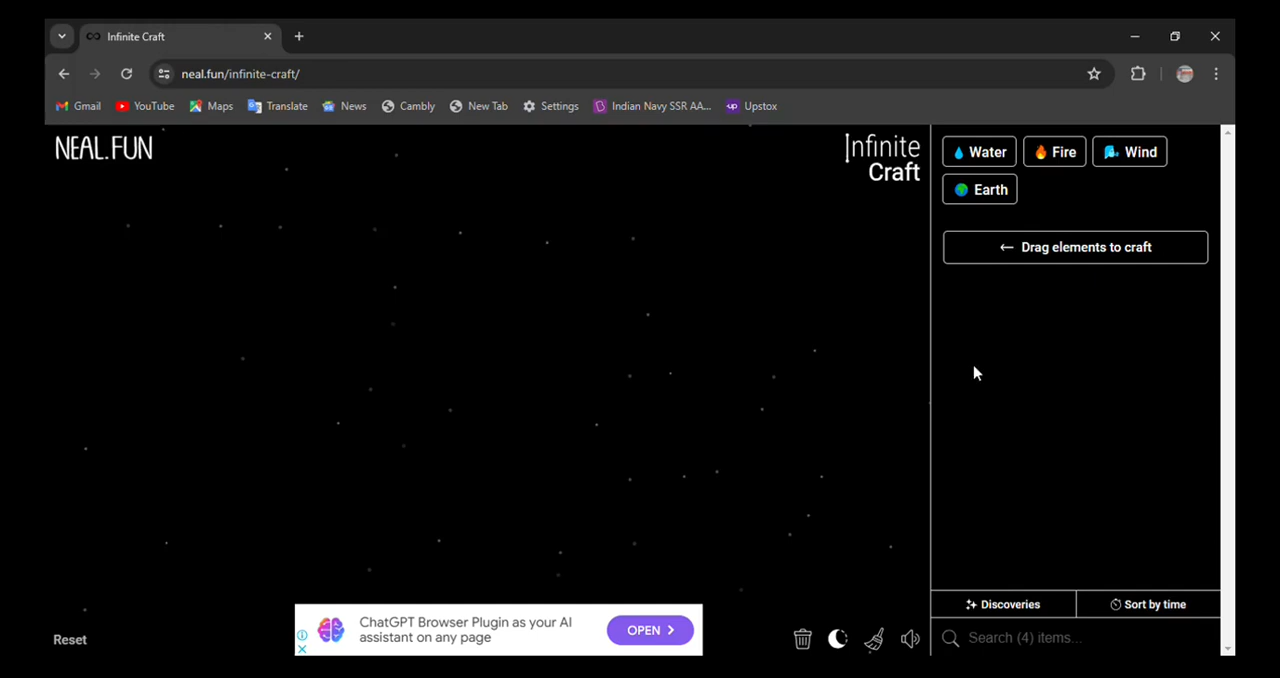 Infinite Craft
neal.fun/infinite-craft/
Gmail YouTube Maps Translate News Cambly New Tab Settings Indian Navy SSR AA... Upstox
NEAL.FUN
Infinite
Craft
Water Fire Wind
Earth
← Drag elements to craft
ChatGPT Browser Plugin as your AI
assistant on any page
OPEN >
Discoveries Sort by time
Reset
Search (4) items...